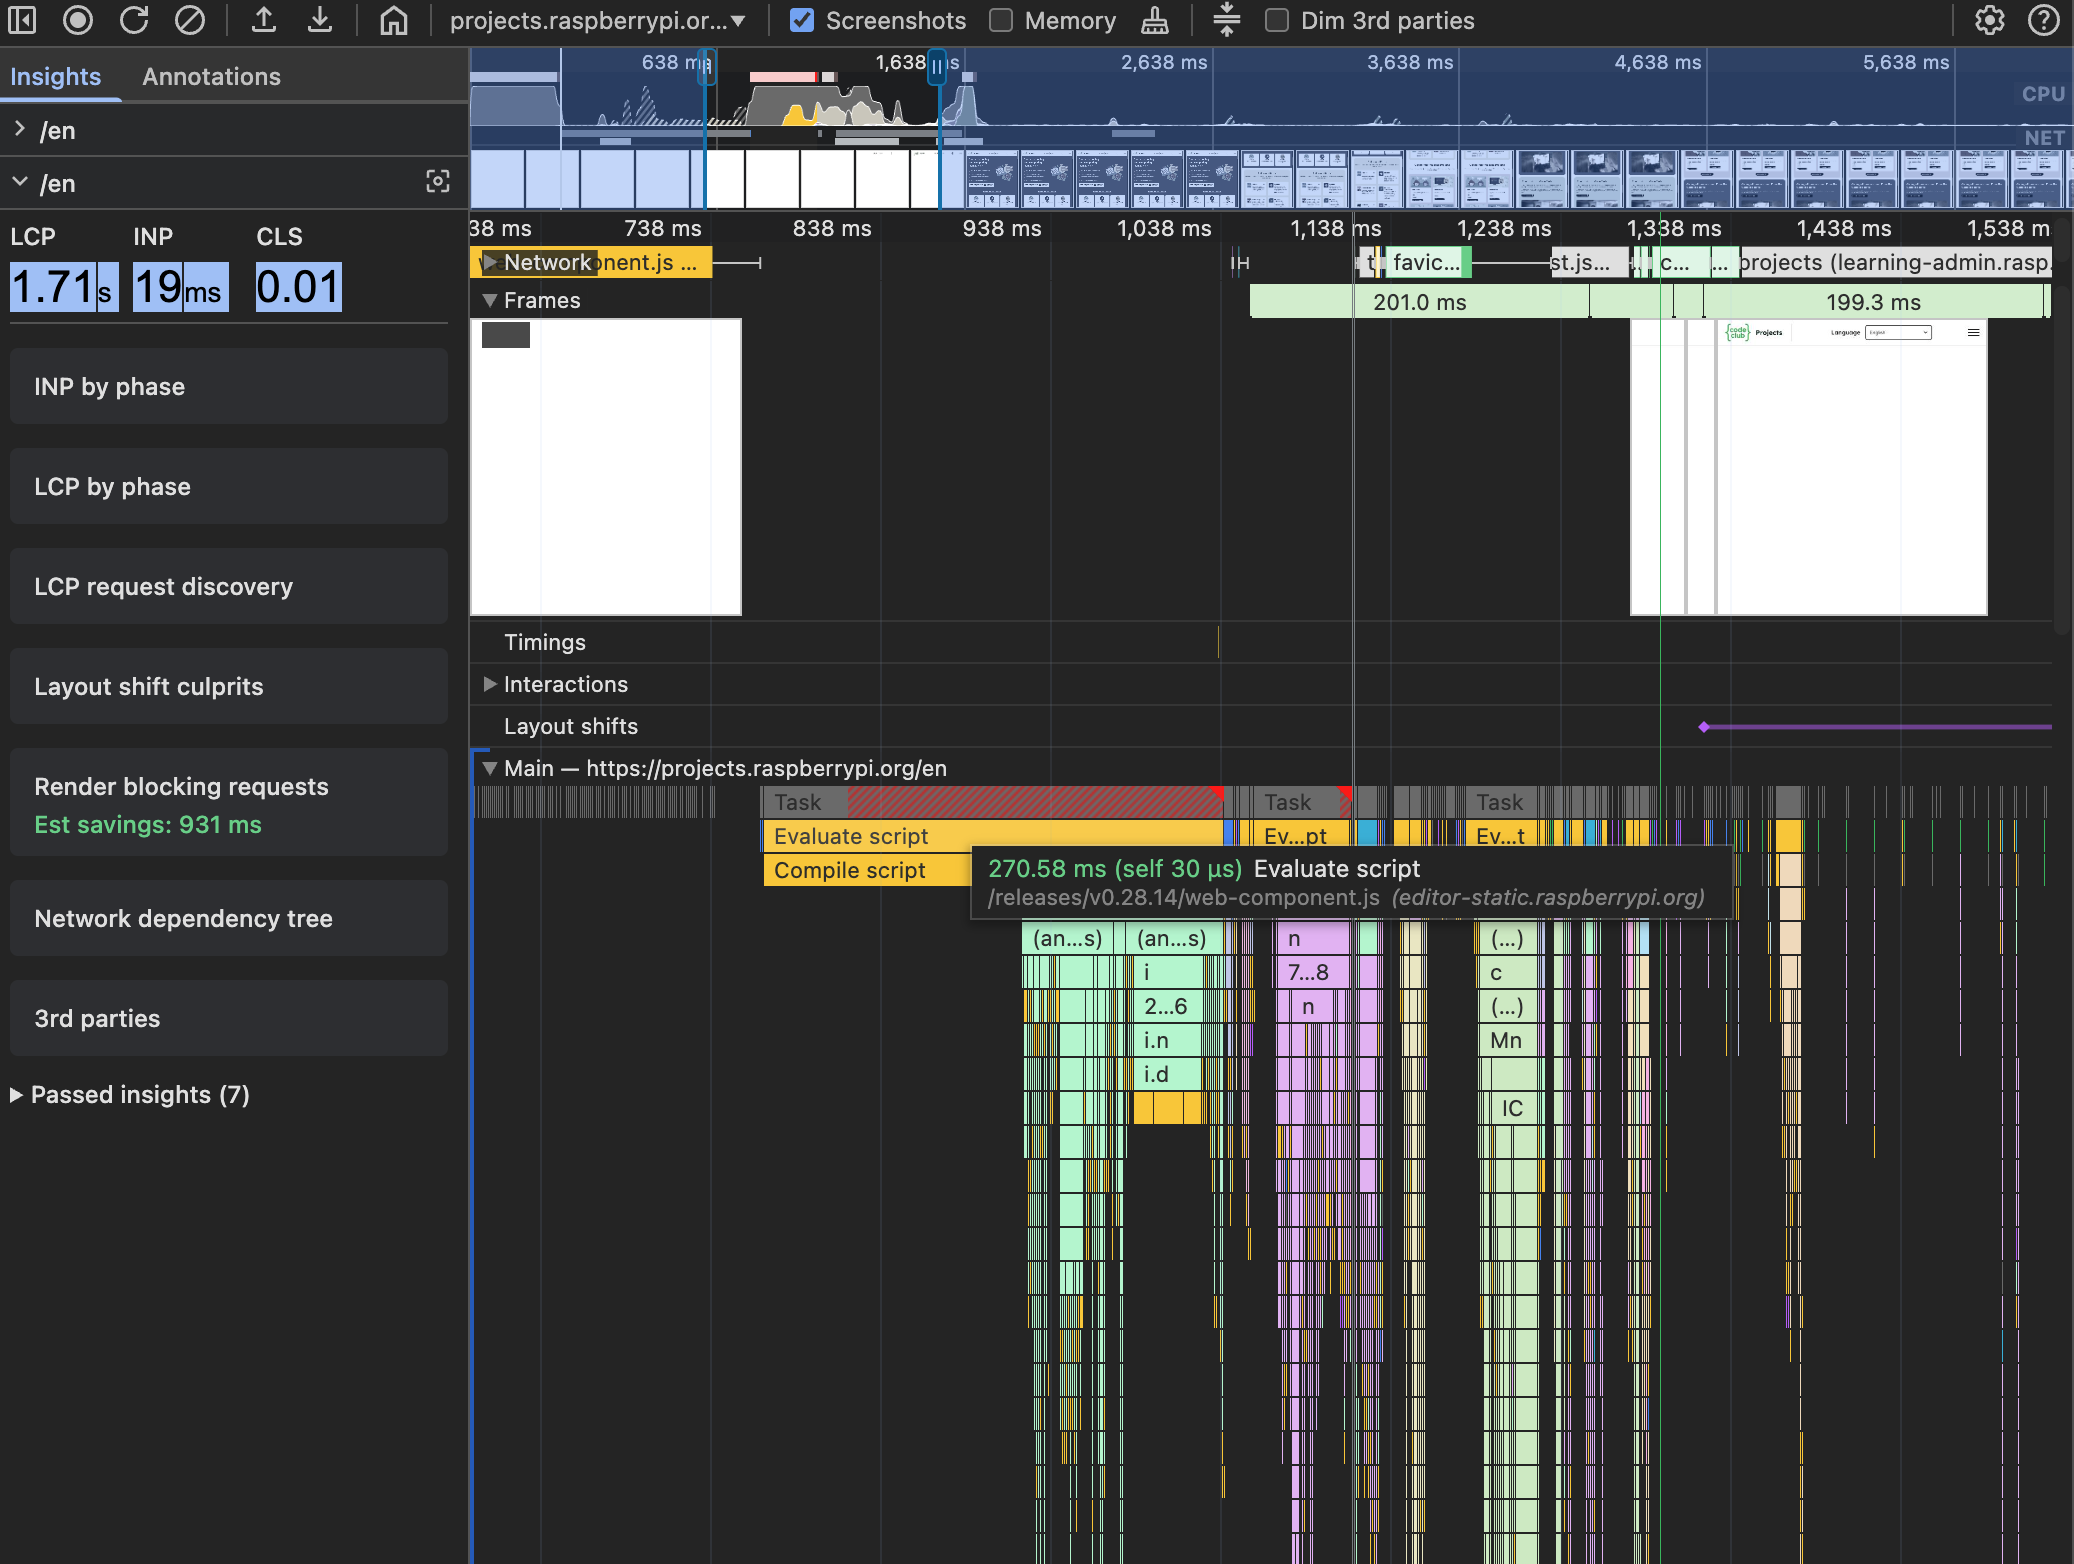 projects.raspberrypi.or...▼ Screenshots Memory Dim 3rd parties
Insights Annotations
/en
/en
LCP INP CLS
1.71s 19ms 0.01
INP by phase
LCP by phase
LCP request discovery
Layout shift culprits
Render blocking requests
Est savings: 931 ms
Network dependency tree
3rd parties
Passed insights (7)
638 ms 1,638 ms 2,638 ms 3,638 ms 4,638 ms 5,638 ms
CPU
NET
38 ms 738 ms 838 ms 938 ms 1,038 ms 1,138 ms 1,238 ms 1,338 ms 1,438 ms 1,538 m
Network onent.js ... t favic... st.js... c... ... projects (learning-admin.rasp.
Frames 201.0 ms 199.3 ms
code club Projects Language English
Timings
Interactions
Layout shifts
Main — https://projects.raspberrypi.org/en
Task Task Task
Evaluate script Ev...pt Ev...t
Compile script
270.58 ms (self 30 μs) Evaluate script
/releases/v0.28.14/web-component.js (editor-static.raspberrypi.org)
(an...s) (an...s) n (...)
i 7...8 c
2...6 n (...)
i.n Mn
i.d
IC